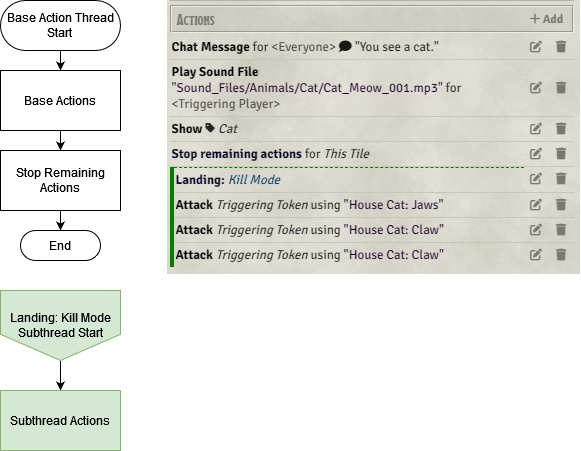 Base Action Thread
Start
Base Actions
Stop Remaining
Actions
End
Landing: Kill Mode
Subthread Start
Subthread Actions
Actions
+ Add
Chat Message for <Everyone> "You see a cat."
Play Sound File
"Sound_Files/Animals/Cat/Cat_Meow_001.mp3" for
<Triggering Player>
Show Cat
Stop remaining actions for This Tile
Landing: Kill Mode
Attack Triggering Token using "House Cat: Jaws"
Attack Triggering Token using "House Cat: Claw"
Attack Triggering Token using "House Cat: Claw"